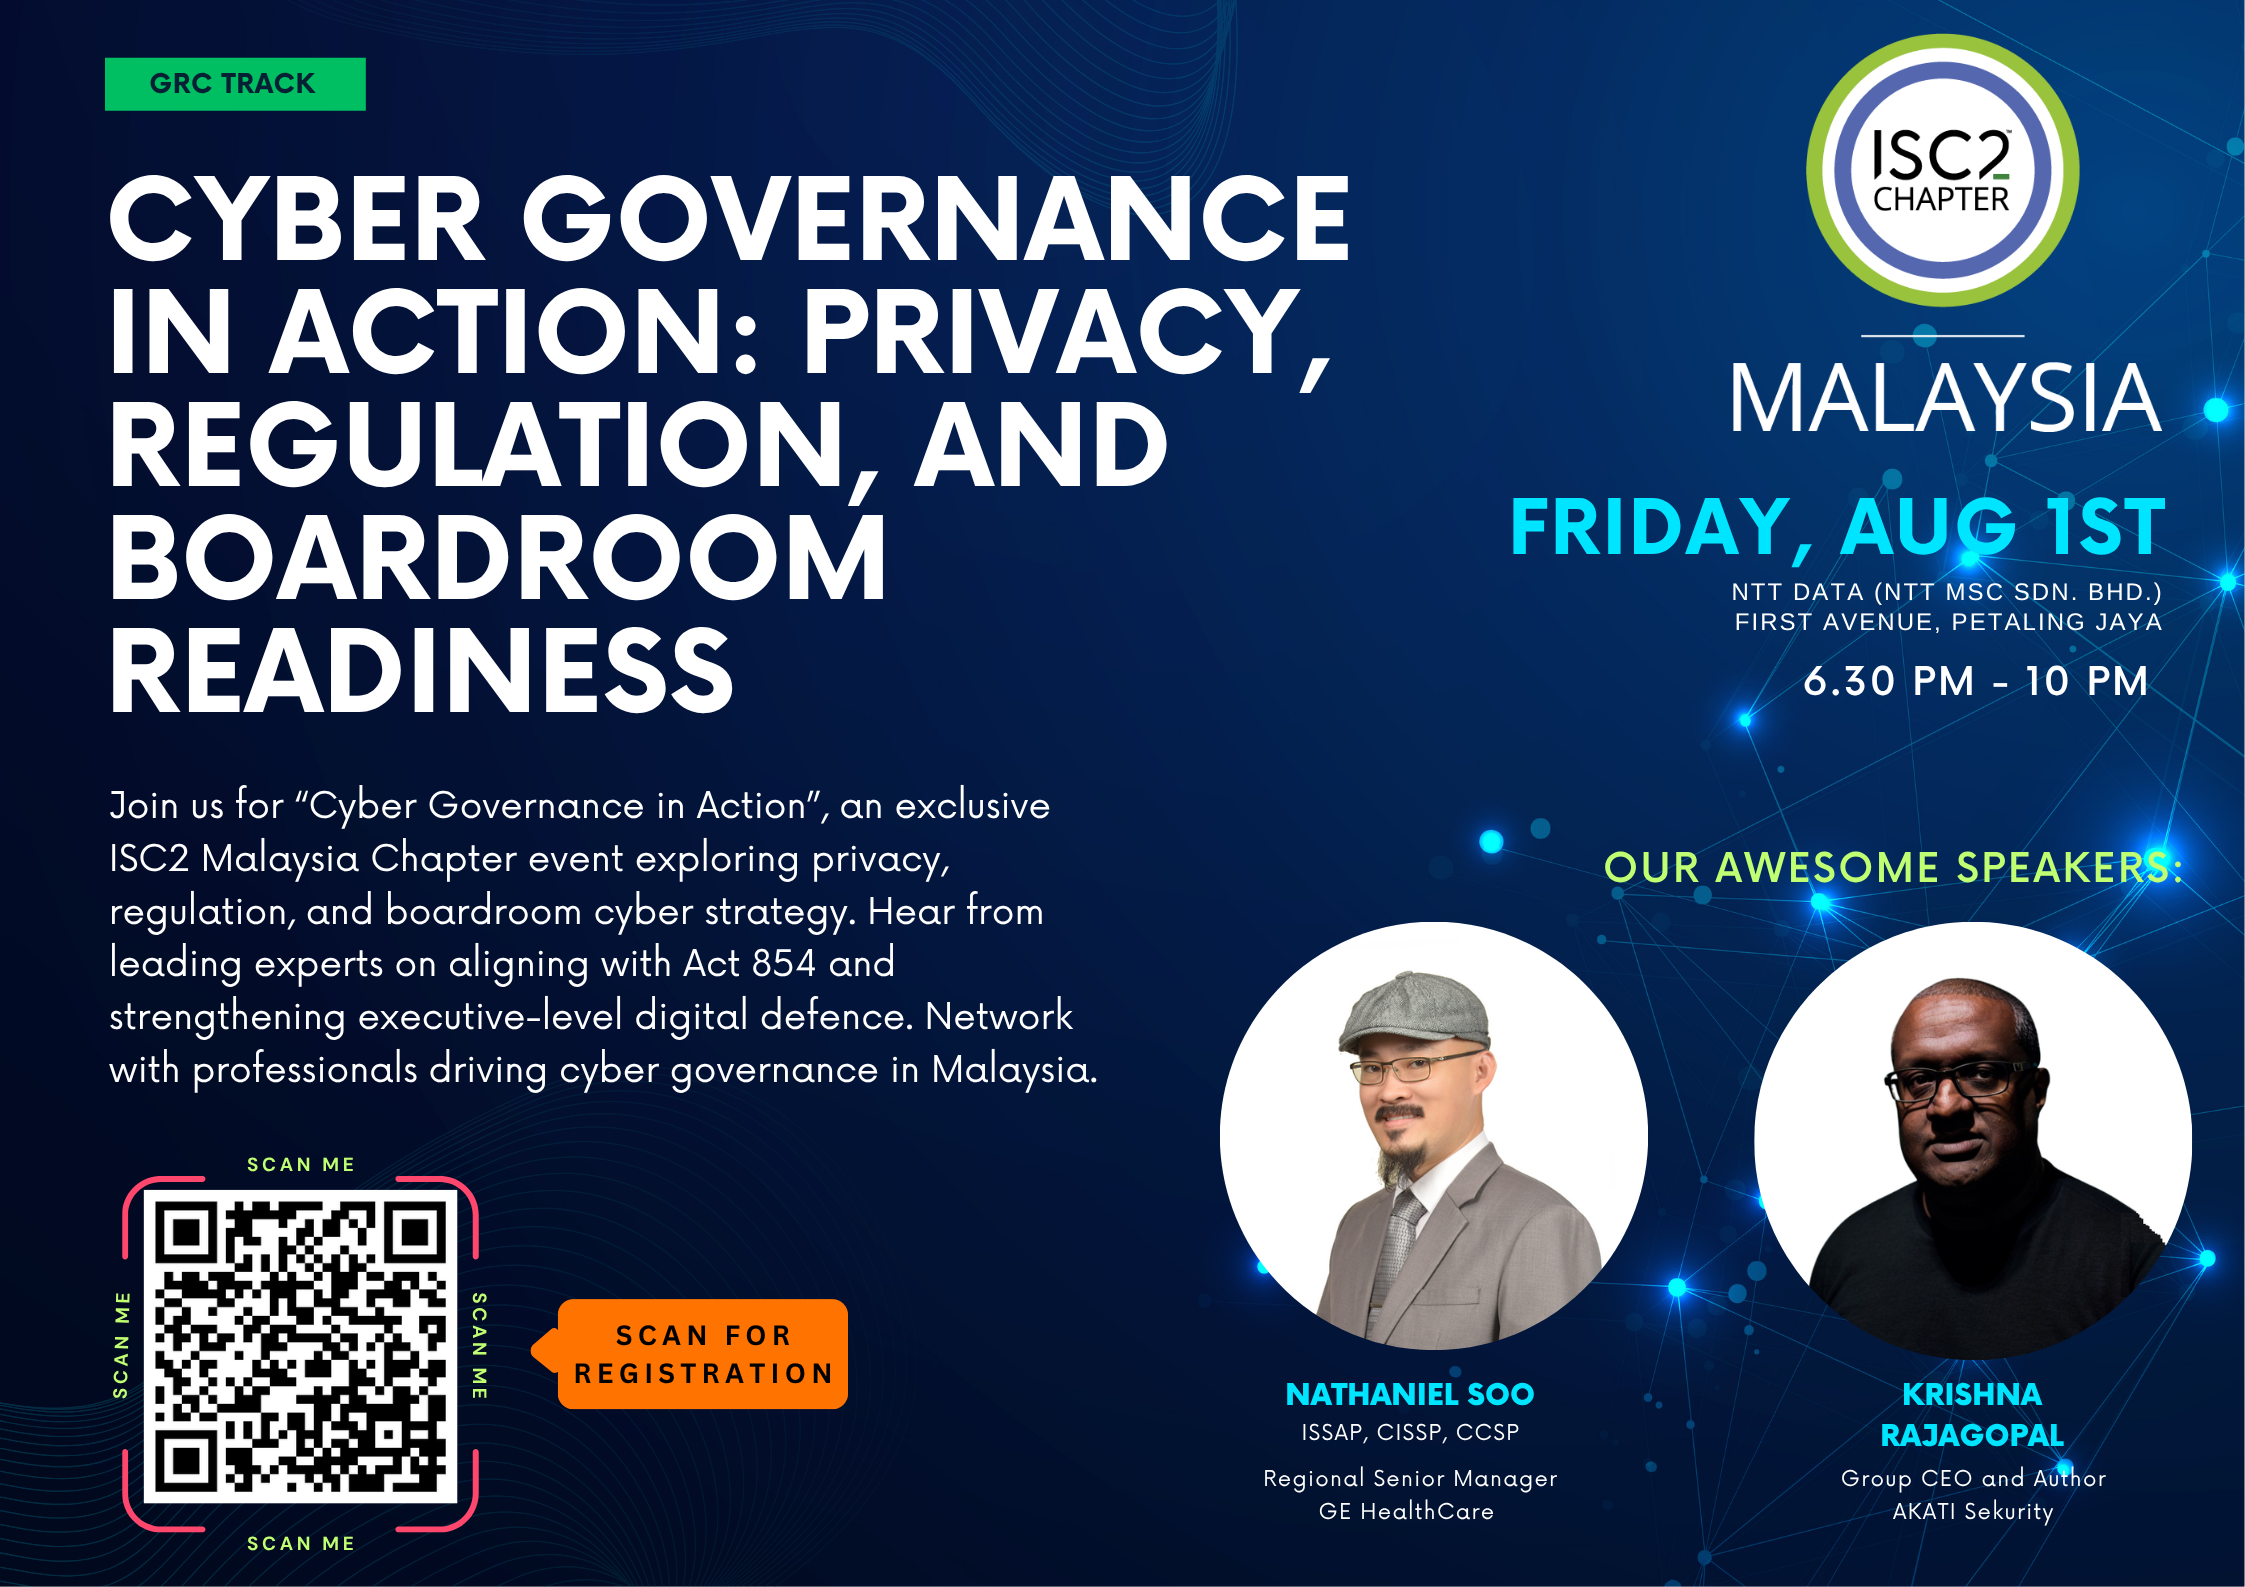 GRC TRACK
CYBER GOVERNANCE
IN ACTION: PRIVACY,
REGULATION, AND
BOARDROOM
READINESS
Join us for “Cyber Governance in Action”, an exclusive
ISC2 Malaysia Chapter event exploring privacy,
regulation, and boardroom cyber strategy. Hear from
leading experts on aligning with Act 854 and
strengthening executive-level digital defence. Network
with professionals driving cyber governance in Malaysia.
SCAN ME
SCAN ME
SCAN ME
SCAN ME
SCAN FOR
REGISTRATION
ISC2™
CHAPTER
MALAYSIA
FRIDAY, AUG 1ST
NTT DATA (NTT MSC SDN. BHD.)
FIRST AVENUE, PETALING JAYA
6.30 PM - 10 PM
OUR AWESOME SPEAKERS:
NATHANIEL SOO
ISSAP, CISSP, CCSP
Regional Senior Manager
GE HealthCare
KRISHNA
RAJAGOPAL
Group CEO and Author
AKATI Sekurity